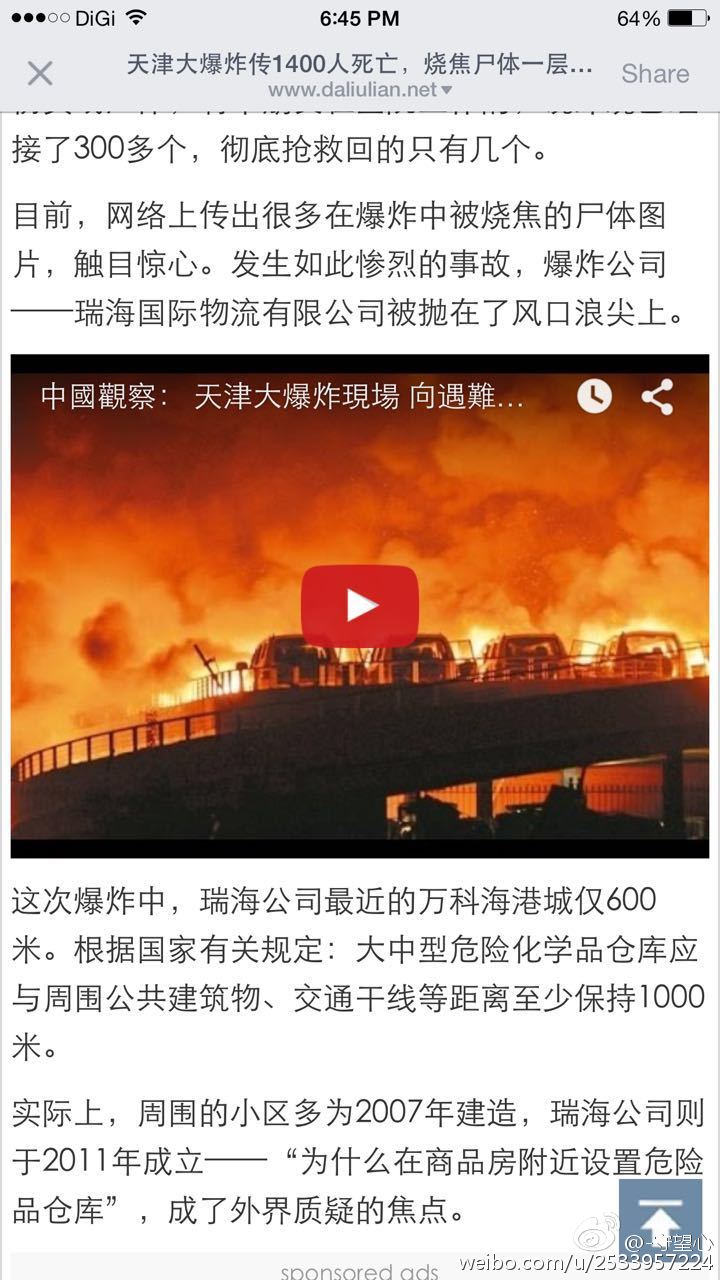 DiGi 6:45 PM 64%
天津大爆炸传1400人死亡，烧焦尸体一层...
www.daliulian.net
Share
接了300多个，彻底抢救回的只有几个。
目前，网络上传出很多在爆炸中被烧焦的尸体图
片，触目惊心。发生如此惨烈的事故，爆炸公司
——瑞海国际物流有限公司被抛在了风口浪尖上。
中國觀察： 天津大爆炸現場 向遇難...
这次爆炸中，瑞海公司最近的万科海港城仅600
米。根据国家有关规定：大中型危险化学品仓库应
与周围公共建筑物、交通干线等距离至少保持1000
米。
实际上，周围的小区多为2007年建造，瑞海公司则
于2011年成立——“为什么在商品房附近设置危险
品仓库”，成了外界质疑的焦点。
@-守望心
weibo.com/u/2533957224
sponsored ads